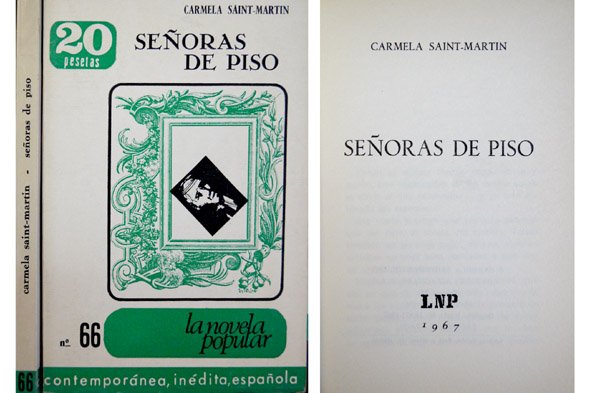 66 carmela saint-martin - señoras de piso
CARMELA SAINT-MARTIN
20
pesetas
SEÑORAS
DE PISO
nº 66
la novela
popular
contemporánea, inédita, española
CARMELA SAINT-MARTIN
SEÑORAS DE PISO
LNP
1967